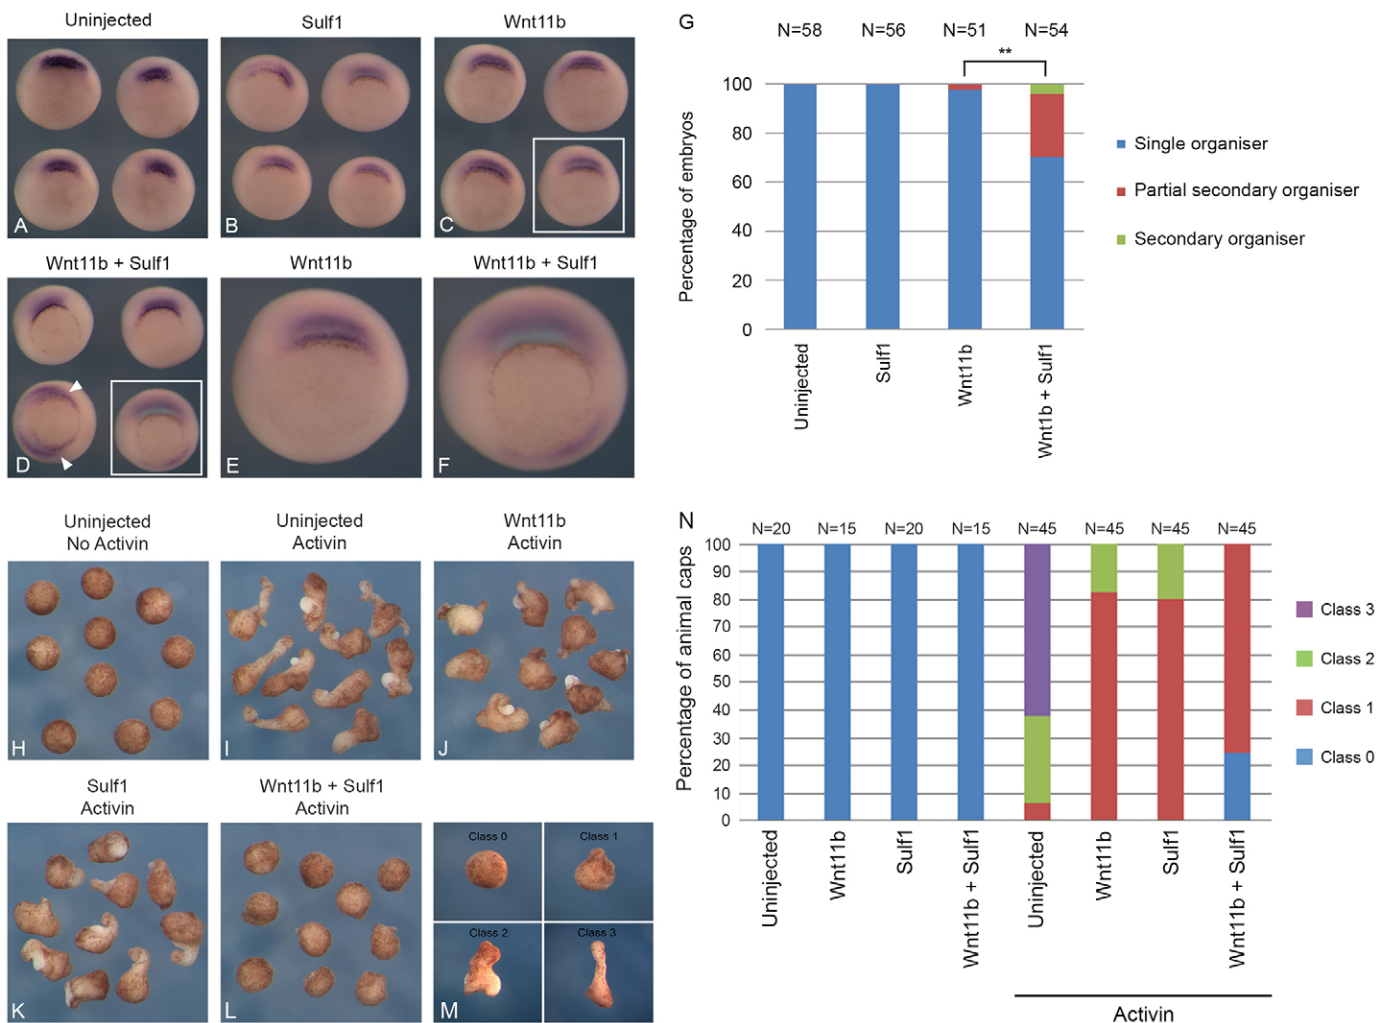 Uninjected
Sulf1
Wnt11b
A
B
C
Wnt11b + Sulf1
Wnt11b
Wnt11b + Sulf1
D
E
F
G
N=58
N=56
N=51
N=54
**
Percentage of embryos
100
80
60
40
20
0
Uninjected
Sulf1
Wnt11b
Wnt1b + Sulf1
Single organiser
Partial secondary organiser
Secondary organiser
Uninjected
No Activin
Uninjected
Activin
Wnt11b
Activin
H
I
J
Sulf1
Activin
Wnt11b + Sulf1
Activin
K
L
Class 0
Class 1
Class 2
Class 3
M
N
N=20
N=15
N=20
N=15
N=45
N=45
N=45
N=45
Percentage of animal caps
100
90
80
70
60
50
40
30
20
10
0
Uninjected
Wnt11b
Sulf1
Wnt11b + Sulf1
Uninjected
Wnt11b
Sulf1
Wnt11b + Sulf1
Activin
Class 3
Class 2
Class 1
Class 0